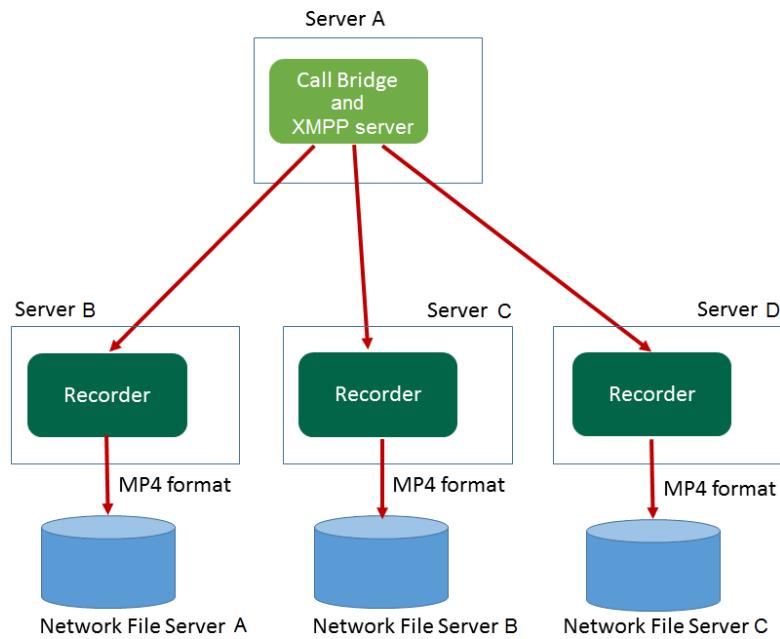 Server A
Call Bridge
and
XMPP server
Server B
Server C
Server D
Recorder
Recorder
Recorder
MP4 format
MP4 format
MP4 format
Network File Server A
Network File Server B
Network File Server C